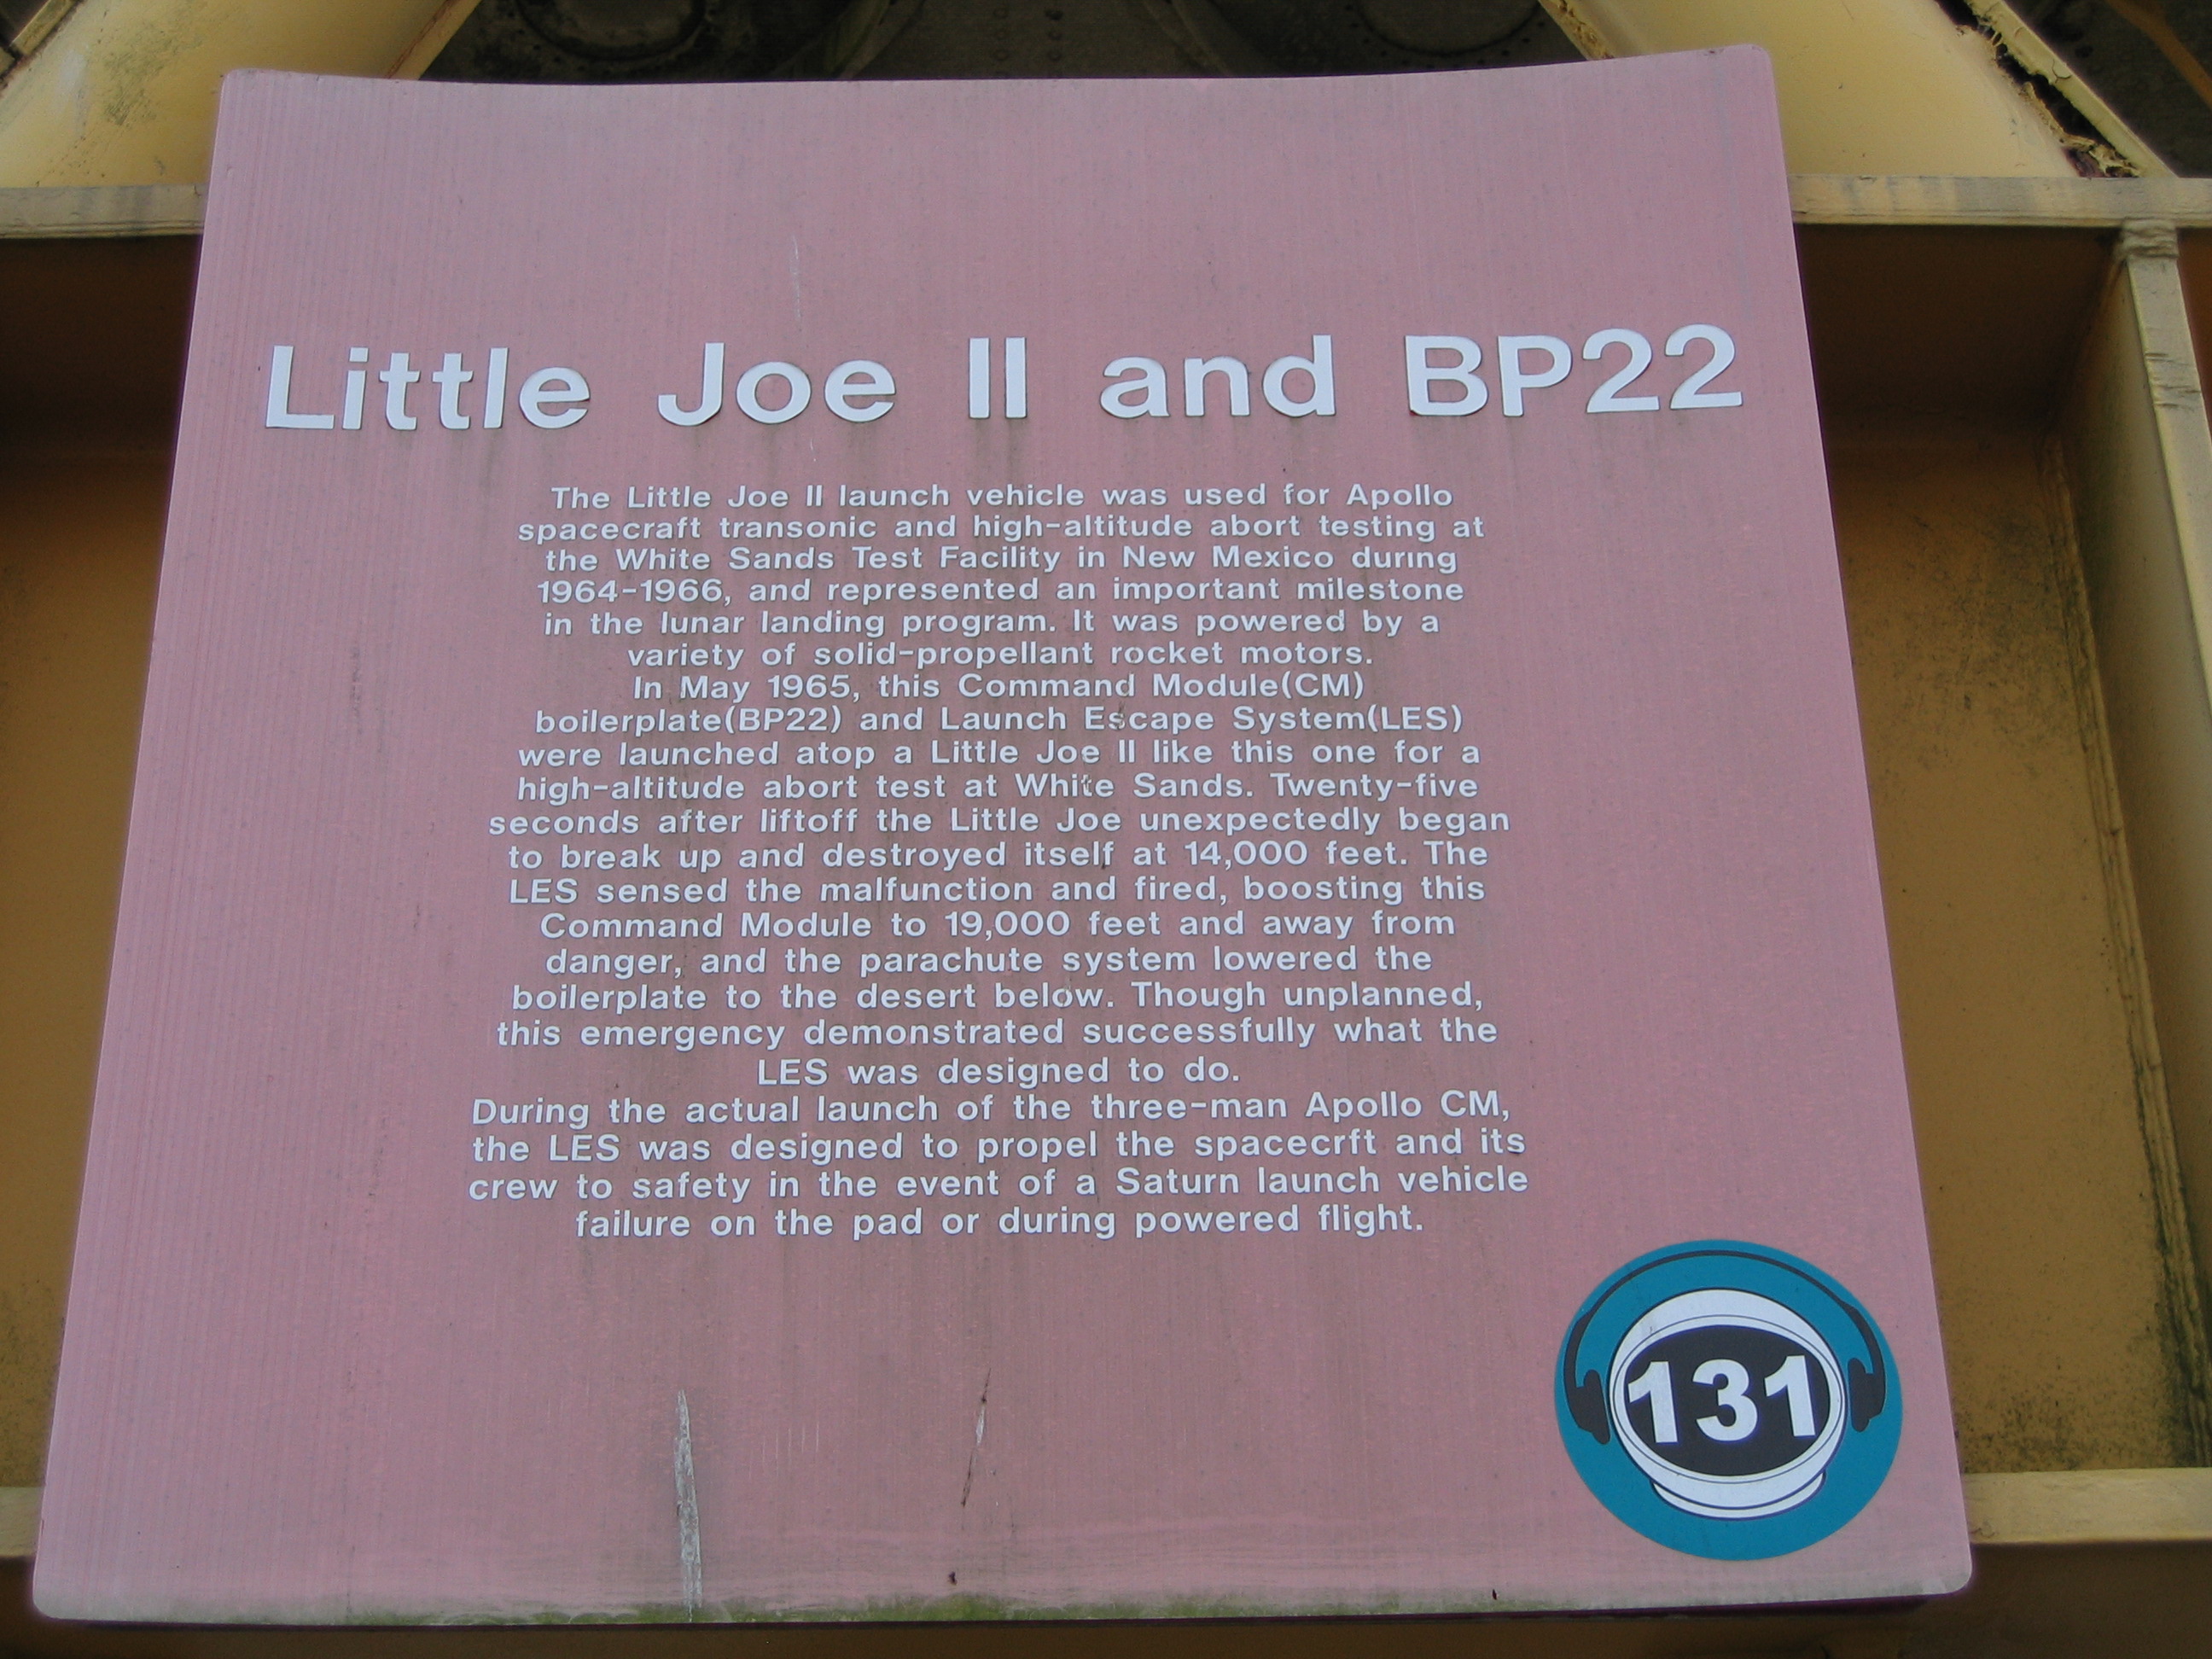 Little Joe II and BP22
The Little Joe II launch vehicle was used for Apollo
spacecraft transonic and high-altitude abort testing at
the White Sands Test Facility in New Mexico during
1964-1966, and represented an important milestone
in the lunar landing program. It was powered by a
variety of solid-propellant rocket motors.
In May 1965, this Command Module(CM)
boilerplate(BP22) and Launch Escape System(LES)
were launched atop a Little Joe II like this one for a
high-altitude abort test at White Sands. Twenty-five
seconds after liftoff the Little Joe unexpectedly began
to break up and destroyed itself at 14,000 feet. The
LES sensed the malfunction and fired, boosting this
Command Module to 19,000 feet and away from
danger, and the parachute system lowered the
boilerplate to the desert below. Though unplanned,
this emergency demonstrated successfully what the
LES was designed to do.
During the actual launch of the three-man Apollo CM,
the LES was designed to propel the spacecrft and its
crew to safety in the event of a Saturn launch vehicle
failure on the pad or during powered flight.
131